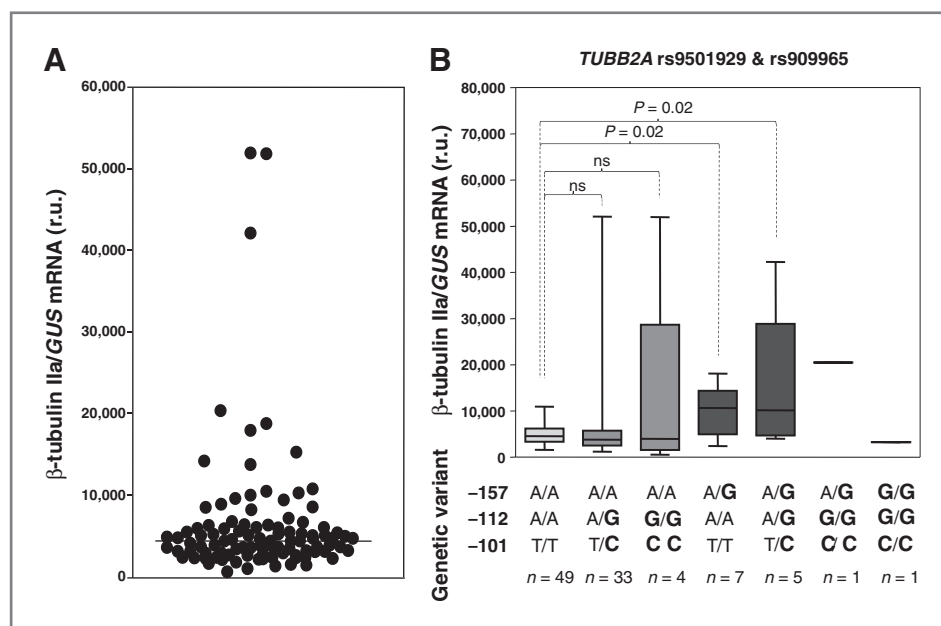 A
β-tubulin IIa/GUS mRNA (r.u.)
60,000
50,000
40,000
30,000
20,000
10,000
0
B
TUBB2A rs9501929 & rs909965
β-tubulin IIa/GUS mRNA (r.u.)
80,000
70,000
60,000
50,000
40,000
30,000
20,000
10,000
0
P = 0.02
P = 0.02
ns
ns
Genetic variant
–157 A/A A/A A/A A/G A/G A/G G/G
–112 A/A A/G G/G A/A A/G G/G G/G
–101 T/T T/C C C T/T T/C C/ C C/C
n = 49 n = 33 n = 4 n = 7 n = 5 n = 1 n = 1